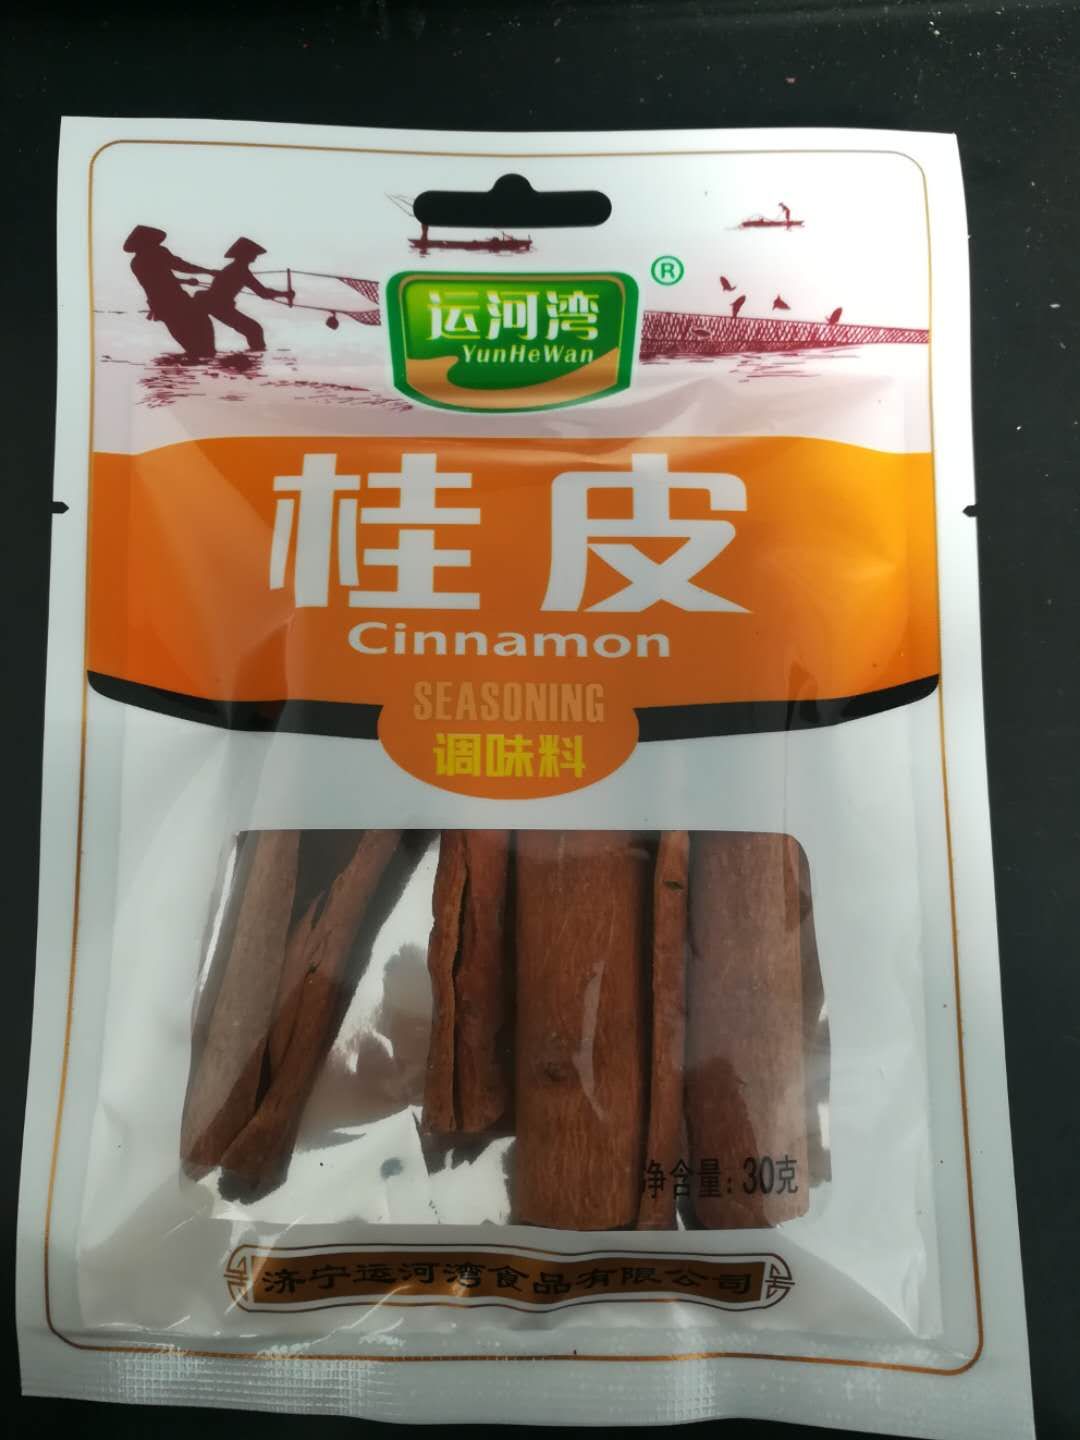 运河湾
YunHeWan
®
桂皮
Cinnamon
SEASONING
调味料
净含量:30克
济宁运河湾食品有限公司